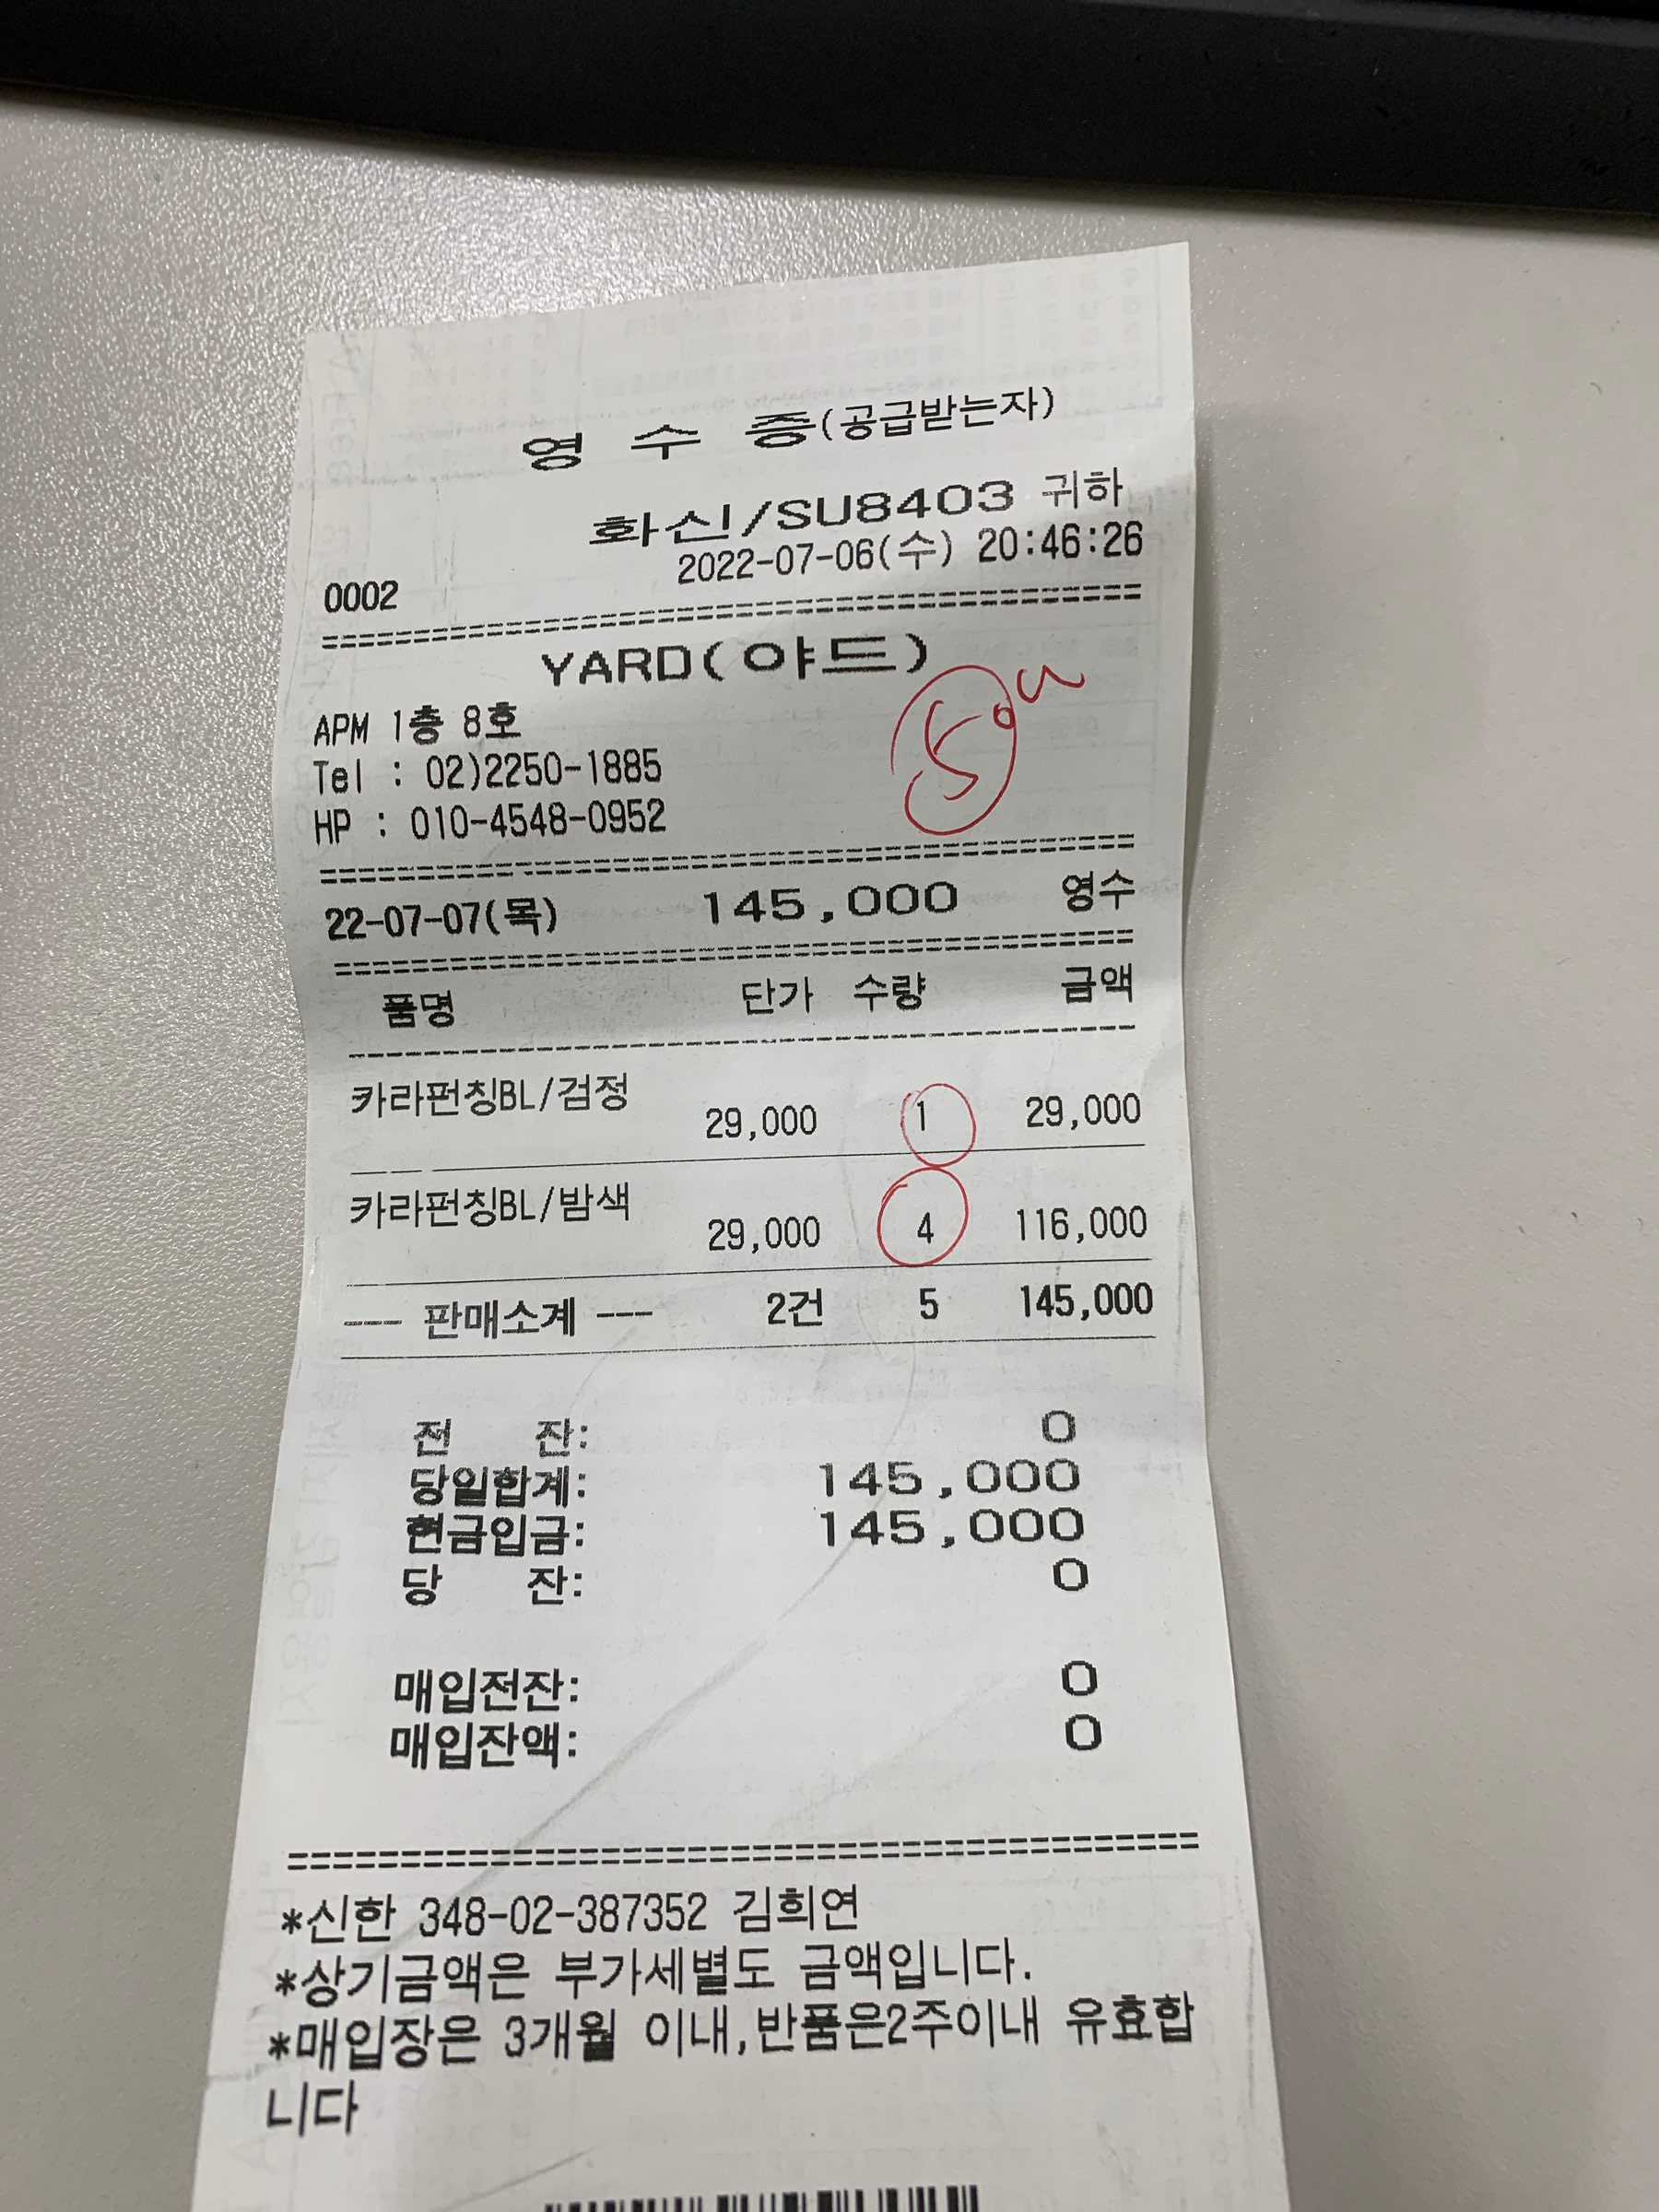 영 수 증(공급받는자)
화신/SU8403 귀하
0002 2022-07-06(수) 20:46:26
========================================
YARD(야드)
APM 1층 8호
Tel : 02)2250-1885
HP : 010-4548-0952
========================================
22-07-07(목) 145,000 영수
========================================
품명 단가 수량 금액
카라펀칭BL/검정
29,000 1 29,000
카라펀칭BL/밤색
29,000 4 116,000
--- 판매소계 --- 2건 5 145,000
전 잔: 0
당일합계: 145,000
현금입금: 145,000
당 잔: 0
매입전잔: 0
매입잔액: 0
========================================
*신한 348-02-387352 김희연
*상기금액은 부가세별도 금액입니다.
*매입장은 3개월 이내,반품은2주이내 유효합
니다